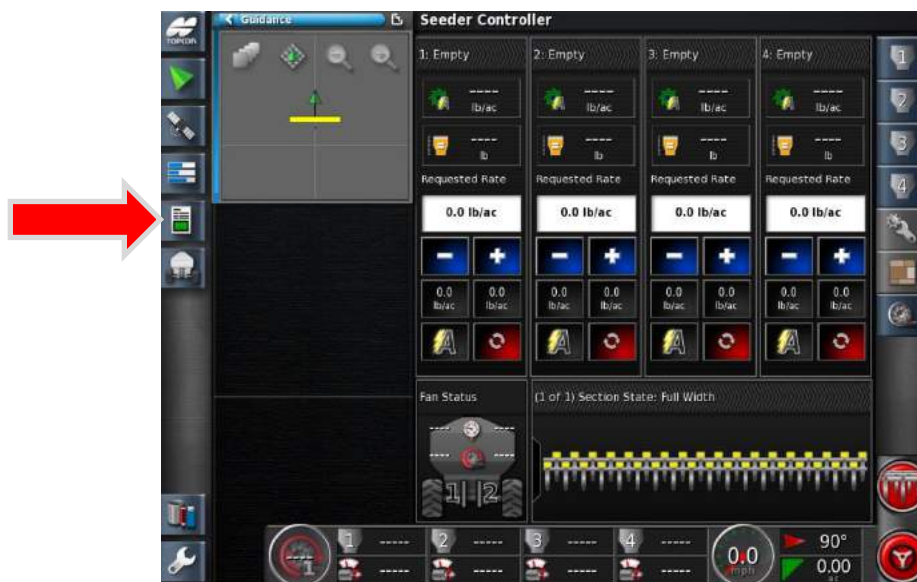 TOPCON
Guidance
Seeder Controller
1: Empty
2: Empty
3: Empty
4: Empty
---- lb/ac
---- lb/ac
---- lb/ac
---- lb/ac
---- lb
---- lb
---- lb
---- lb
Requested Rate
Requested Rate
Requested Rate
Requested Rate
0.0 lb/ac
0.0 lb/ac
0.0 lb/ac
0.0 lb/ac
0.0 lb/ac
0.0 lb/ac
0.0 lb/ac
0.0 lb/ac
0.0 lb/ac
0.0 lb/ac
0.0 lb/ac
0.0 lb/ac
A
A
A
A
Fan Status
(1 of 1) Section State: Full Width
---- ----
---- ----
1 2
1
2
3
4
1
1 -----
2 -----
3 -----
4 -----
-----
-----
-----
-----
0.0
mph
90°
0.00
ac